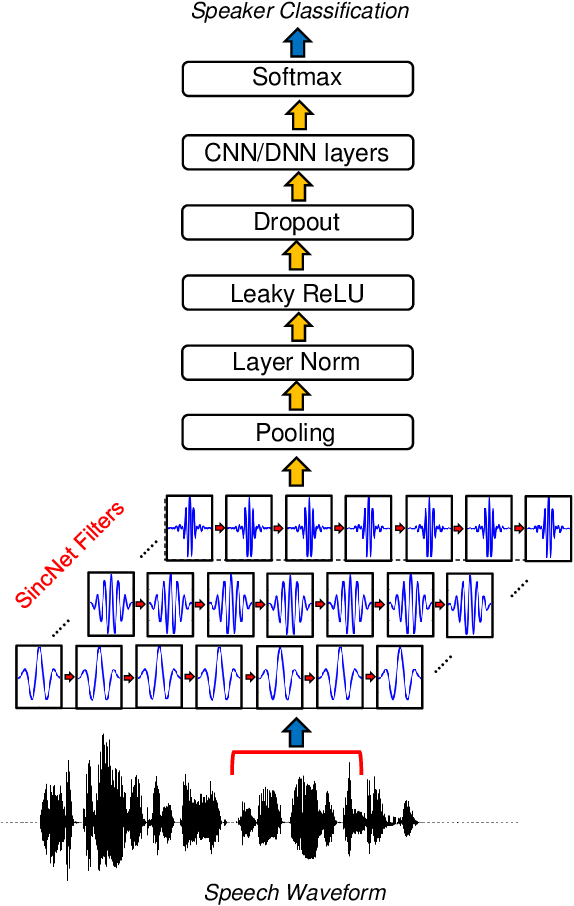 Speaker Classification
Softmax
CNN/DNN layers
Dropout
Leaky ReLU
Layer Norm
Pooling
SincNet Filters
Speech Waveform